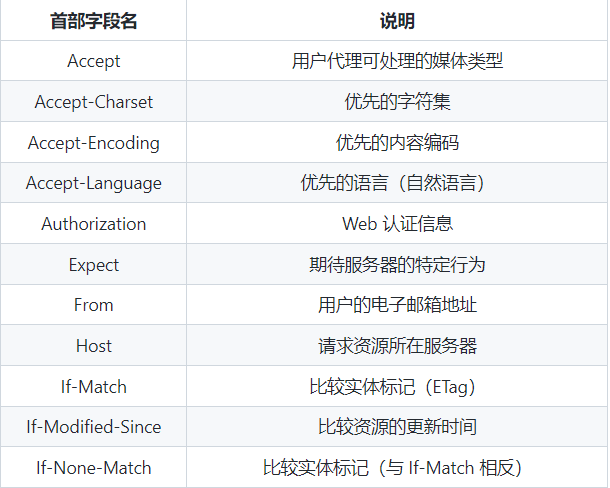 首部字段名 说明
Accept 用户代理可处理的媒体类型
Accept-Charset 优先的字符集
Accept-Encoding 优先的内容编码
Accept-Language 优先的语言（自然语言）
Authorization Web 认证信息
Expect 期待服务器的特定行为
From 用户的电子邮箱地址
Host 请求资源所在服务器
If-Match 比较实体标记（ETag）
If-Modified-Since 比较资源的更新时间
If-None-Match 比较实体标记（与 If-Match 相反）